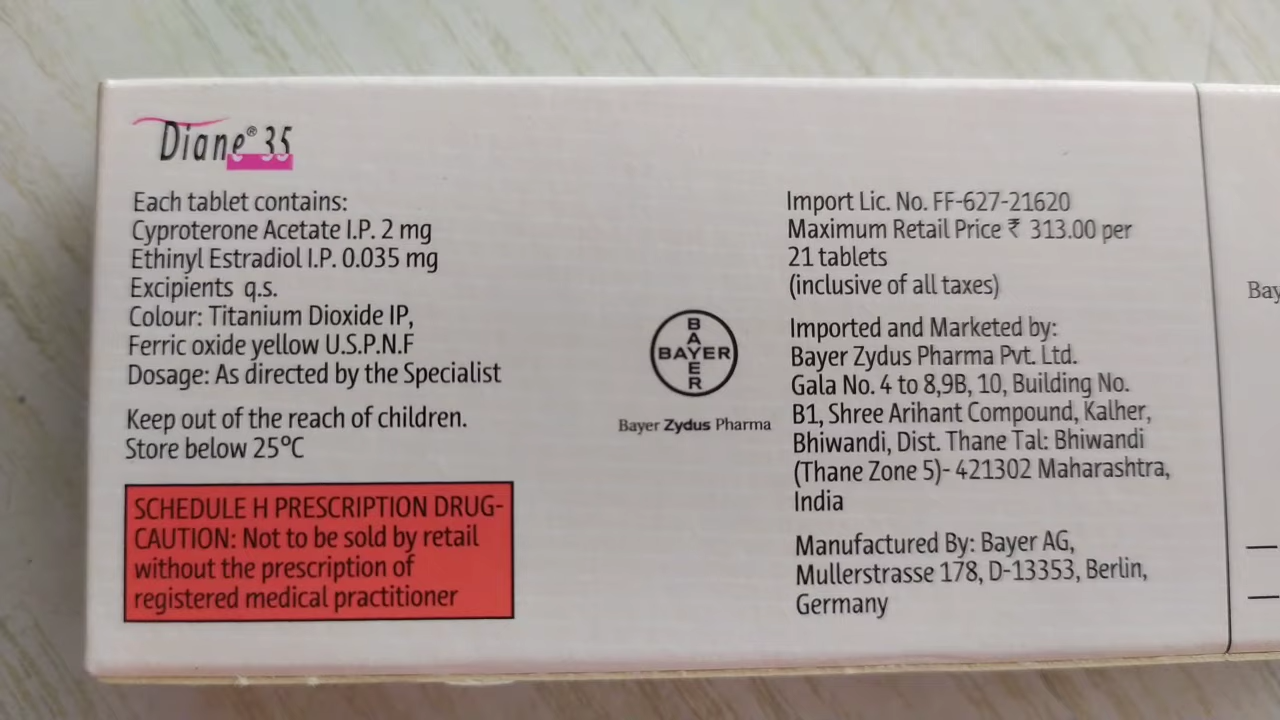 Diane® 35
Each tablet contains:
Cyproterone Acetate I.P. 2 mg
Ethinyl Estradiol I.P. 0.035 mg
Excipients q.s.
Colour: Titanium Dioxide IP,
Ferric oxide yellow U.S.P.N.F
Dosage: As directed by the Specialist
Keep out of the reach of children.
Store below 25°C
SCHEDULE H PRESCRIPTION DRUG-
CAUTION: Not to be sold by retail
without the prescription of
registered medical practitioner
BAYER
BAYER
Bayer Zydus Pharma
Import Lic. No. FF-627-21620
Maximum Retail Price ₹ 313.00 per
21 tablets
(inclusive of all taxes)
Imported and Marketed by:
Bayer Zydus Pharma Pvt. Ltd.
Gala No. 4 to 8,9B, 10, Building No.
B1, Shree Arihant Compound, Kalher,
Bhiwandi, Dist. Thane Tal: Bhiwandi
(Thane Zone 5)- 421302 Maharashtra,
India
Manufactured By: Bayer AG,
Mullerstrasse 178, D-13353, Berlin,
Germany
Bay